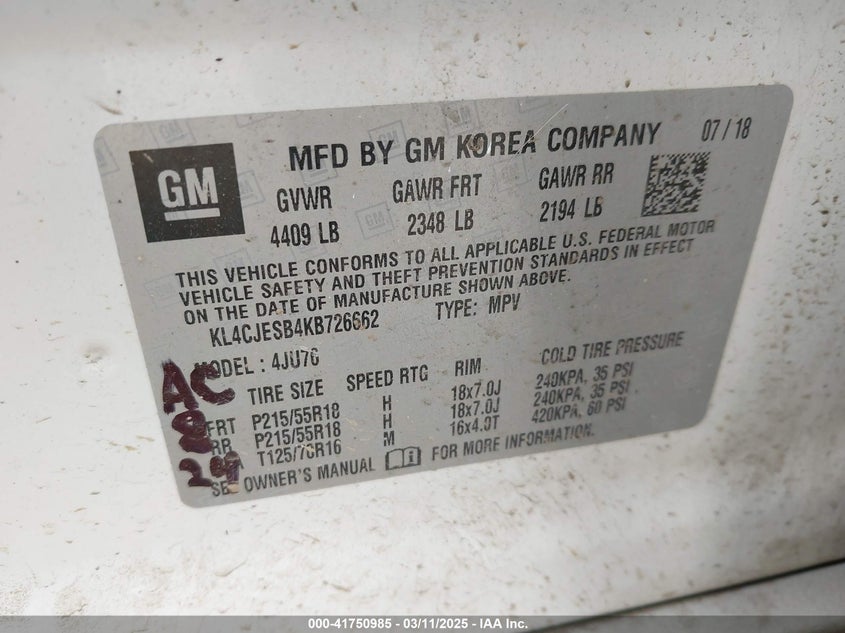 GM
MFD BY GM KOREA COMPANY 07/18
GVWR GAWR FRT GAWR RR
4409 LB 2348 LB 2194 LB
THIS VEHICLE CONFORMS TO ALL APPLICABLE U.S. FEDERAL MOTOR
VEHICLE SAFETY AND THEFT PREVENTION STANDARDS IN EFFECT
ON THE DATE OF MANUFACTURE SHOWN ABOVE.
KL4CJESB4KB726662 TYPE: MPV
MODEL : 4JU76
TIRE SIZE SPEED RTG RIM COLD TIRE PRESSURE
FRT P215/55R18 H 18x7.0J 240KPA, 35 PSI
RR P215/55R18 H 18x7.0J 240KPA, 35 PSI
T125/70R16 M 16x4.0T 420KPA, 60 PSI
SEE OWNER'S MANUAL FOR MORE INFORMATION.
AC
8
24
000-41750985 - 03/11/2025 - IAA Inc.